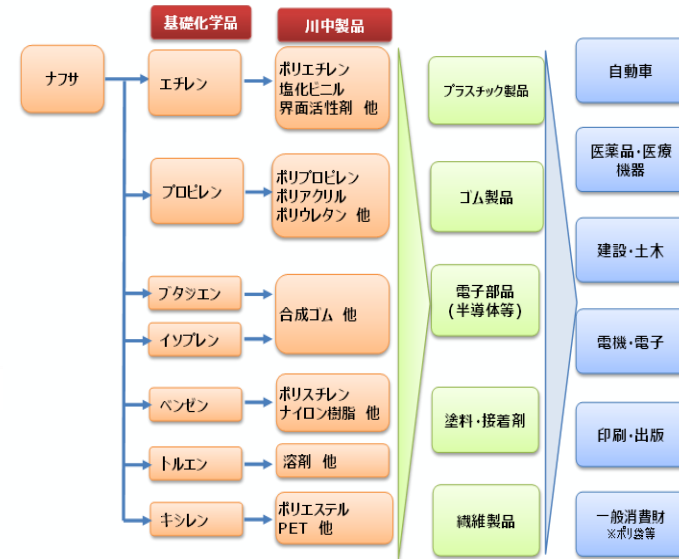 基礎化学品
川中製品
ナフサ
エチレン
ポリエチレン
塩化ビニル
界面活性剤 他
プロピレン
ポリプロピレン
ポリアクリル
ポリウレタン 他
ブタジエン
イソプレン
合成ゴム 他
ベンゼン
ポリスチレン
ナイロン樹脂 他
トルエン
溶剤 他
キシレン
ポリエステル
PET 他
プラスチック製品
ゴム製品
電子部品
(半導体等)
塗料・接着剤
繊維製品
自動車
医薬品・医療
機器
建設・土木
電機・電子
印刷・出版
一般消費財
※ポリ袋等